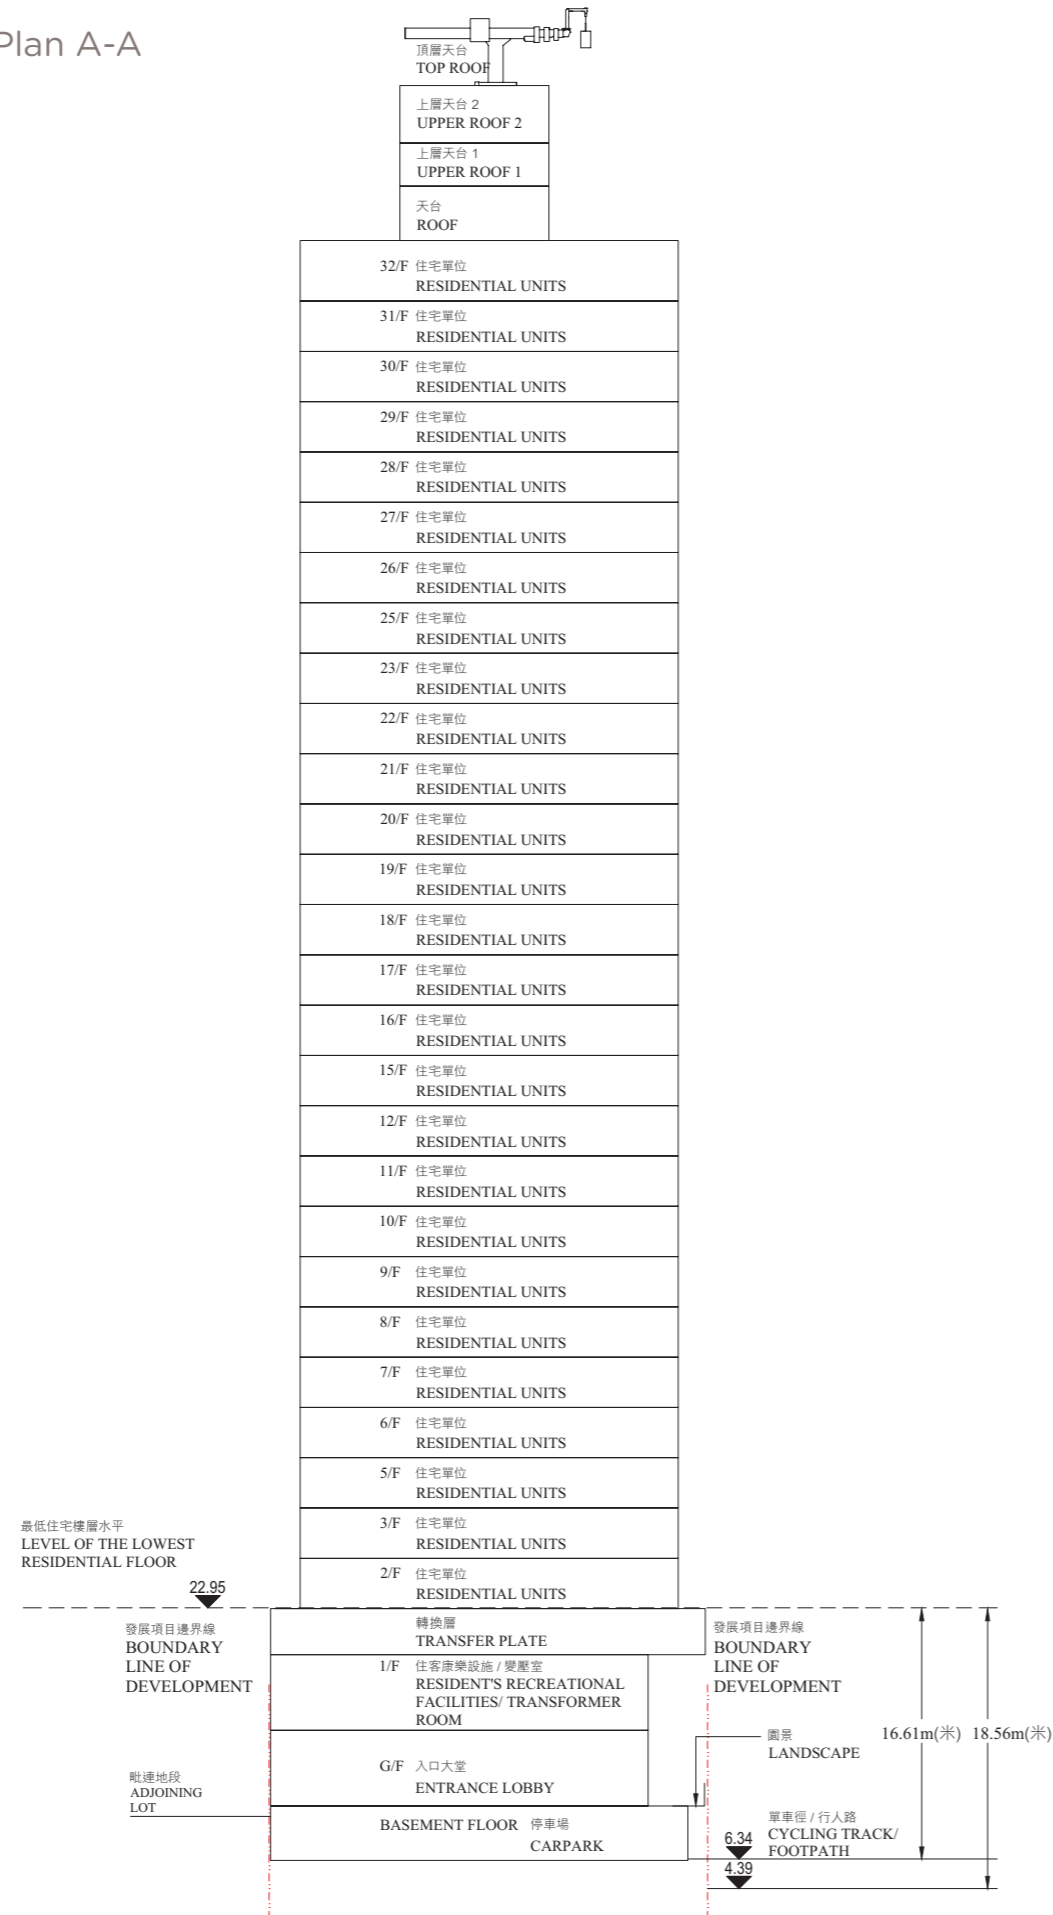 Plan A-A
頂層天台
TOP ROOF
上層天台 2
UPPER ROOF 2
上層天台 1
UPPER ROOF 1
天台
ROOF
32/F 住宅單位
RESIDENTIAL UNITS
31/F 住宅單位
RESIDENTIAL UNITS
30/F 住宅單位
RESIDENTIAL UNITS
29/F 住宅單位
RESIDENTIAL UNITS
28/F 住宅單位
RESIDENTIAL UNITS
27/F 住宅單位
RESIDENTIAL UNITS
26/F 住宅單位
RESIDENTIAL UNITS
25/F 住宅單位
RESIDENTIAL UNITS
23/F 住宅單位
RESIDENTIAL UNITS
22/F 住宅單位
RESIDENTIAL UNITS
21/F 住宅單位
RESIDENTIAL UNITS
20/F 住宅單位
RESIDENTIAL UNITS
19/F 住宅單位
RESIDENTIAL UNITS
18/F 住宅單位
RESIDENTIAL UNITS
17/F 住宅單位
RESIDENTIAL UNITS
16/F 住宅單位
RESIDENTIAL UNITS
15/F 住宅單位
RESIDENTIAL UNITS
12/F 住宅單位
RESIDENTIAL UNITS
11/F 住宅單位
RESIDENTIAL UNITS
10/F 住宅單位
RESIDENTIAL UNITS
9/F 住宅單位
RESIDENTIAL UNITS
8/F 住宅單位
RESIDENTIAL UNITS
7/F 住宅單位
RESIDENTIAL UNITS
6/F 住宅單位
RESIDENTIAL UNITS
5/F 住宅單位
RESIDENTIAL UNITS
3/F 住宅單位
RESIDENTIAL UNITS
2/F 住宅單位
RESIDENTIAL UNITS
最低住宅樓層水平
LEVEL OF THE LOWEST
RESIDENTIAL FLOOR
22.95
發展項目邊界線
BOUNDARY
LINE OF
DEVELOPMENT
轉換層
TRANSFER PLATE
發展項目邊界線
BOUNDARY
LINE OF
DEVELOPMENT
1/F 住客康樂設施 / 變壓室
RESIDENT'S RECREATIONAL
FACILITIES/ TRANSFORMER
ROOM
園景
LANDSCAPE
16.61m(米) 18.56m(米)
G/F 入口大堂
ENTRANCE LOBBY
毗連地段
ADJOINING
LOT
BASEMENT FLOOR 停車場
CARPARK
單車徑 / 行人路
CYCLING TRACK/
FOOTPATH
6.34
4.39